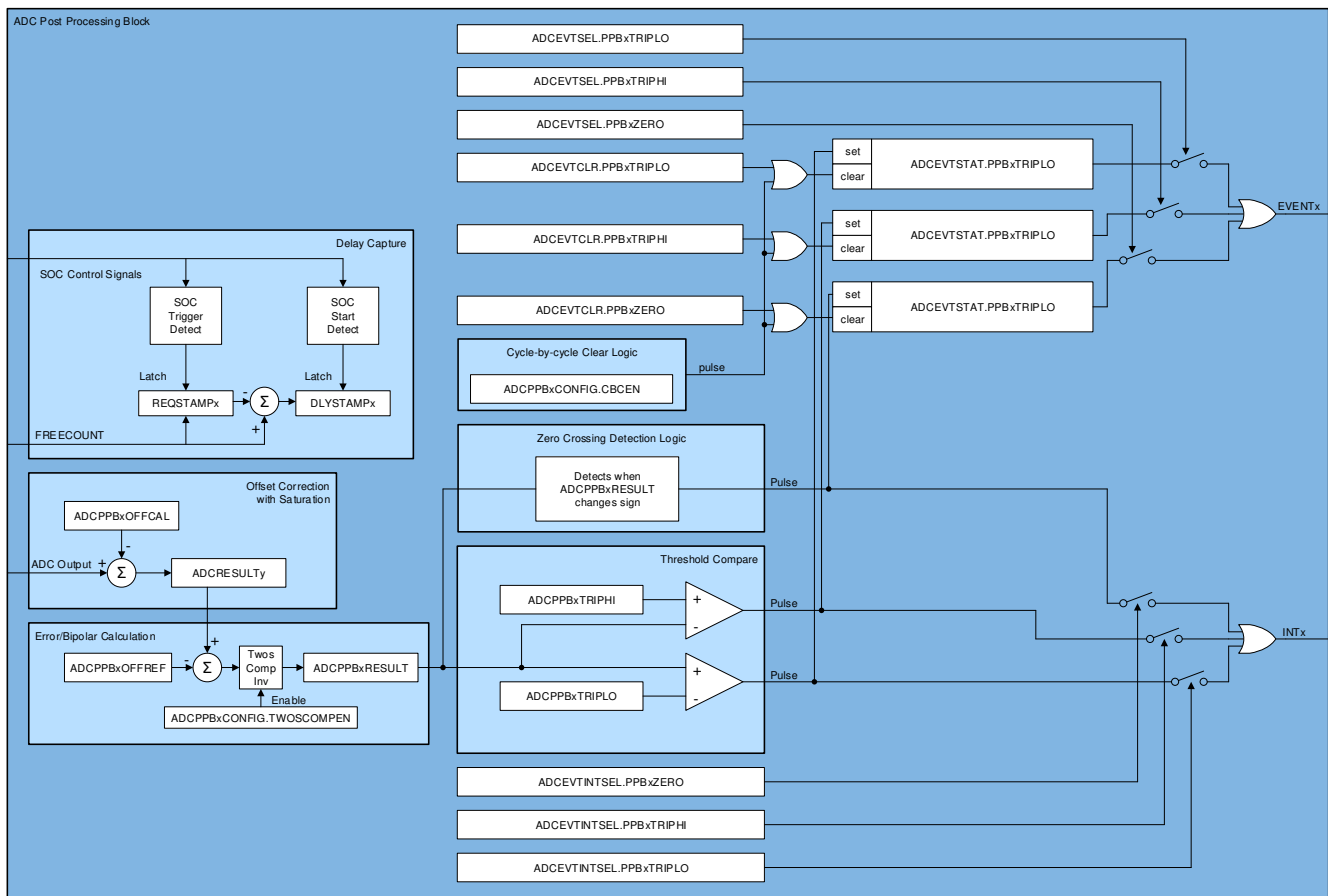 ADC Post Processing Block
ADCEVTSEL.PPBxTRIPLO
ADCEVTSEL.PPBxTRIPHI
ADCEVTSEL.PPBxZERO
ADCEVTCLR.PPBxTRIPLO
set
clear
ADCEVTSTAT.PPBxTRIPLO
EVENTx
ADCEVTCLR.PPBxTRIPHI
set
clear
ADCEVTSTAT.PPBxTRIPLO
ADCEVTCLR.PPBxZERO
set
clear
ADCEVTSTAT.PPBxTRIPLO
Delay Capture
SOC Control Signals
SOC
Trigger
Detect
SOC
Start
Detect
Latch
Latch
REQSTAMPx
-
Σ
+
DLYSTAMPx
FREECOUNT
Cycle-by-cycle Clear Logic
ADCPPBxCONFIG.CBCEN
pulse
Zero Crossing Detection Logic
Detects when
ADCPPBxRESULT
changes sign
Pulse
Offset Correction
with Saturation
ADCPPBxOFFCAL
-
+
ADC Output
Σ
ADCRESULTy
Threshold Compare
ADCPPBxTRIPHI
+
-
Pulse
+
-
Pulse
ADCPPBxTRIPLO
INTx
Error/Bipolar Calculation
+
ADCPPBxOFFREF
-
Σ
Twos
Comp
Inv
ADCPPBxRESULT
Enable
ADCPPBxCONFIG.TWOSCOMPEN
ADCEVTINTSEL.PPBxZERO
ADCEVTINTSEL.PPBxTRIPHI
ADCEVTINTSEL.PPBxTRIPLO